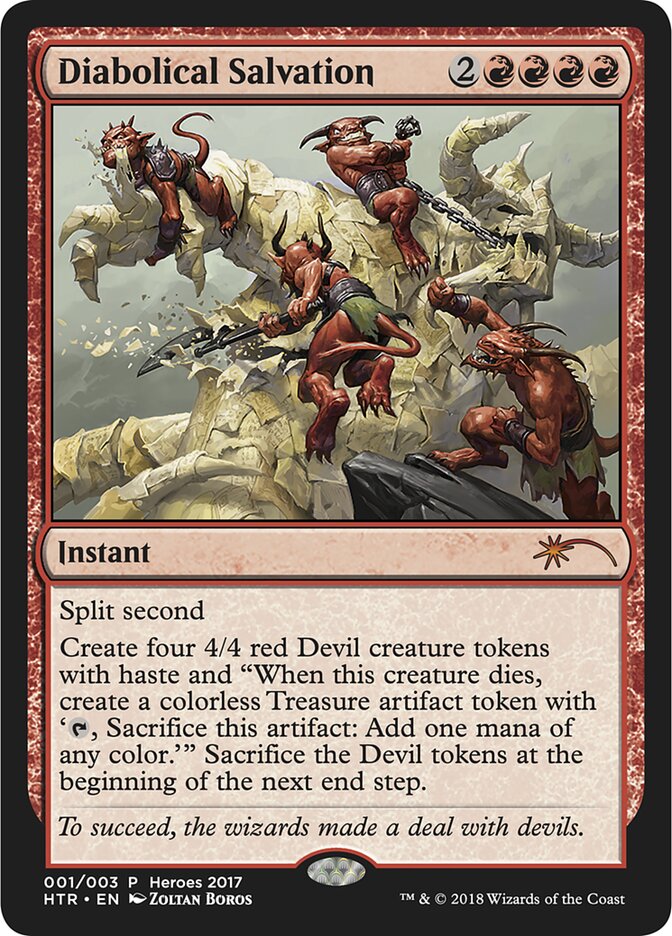 Diabolical Salvation 2
Instant
Split second
Create four 4/4 red Devil creature tokens
with haste and “When this creature dies,
create a colorless Treasure artifact token with
‘, Sacrifice this artifact: Add one mana of
any color.’” Sacrifice the Devil tokens at the
beginning of the next end step.
To succeed, the wizards made a deal with devils.
001/003 P Heroes 2017
HTR • EN Zoltan Boros
™ & © 2018 Wizards of the Coast